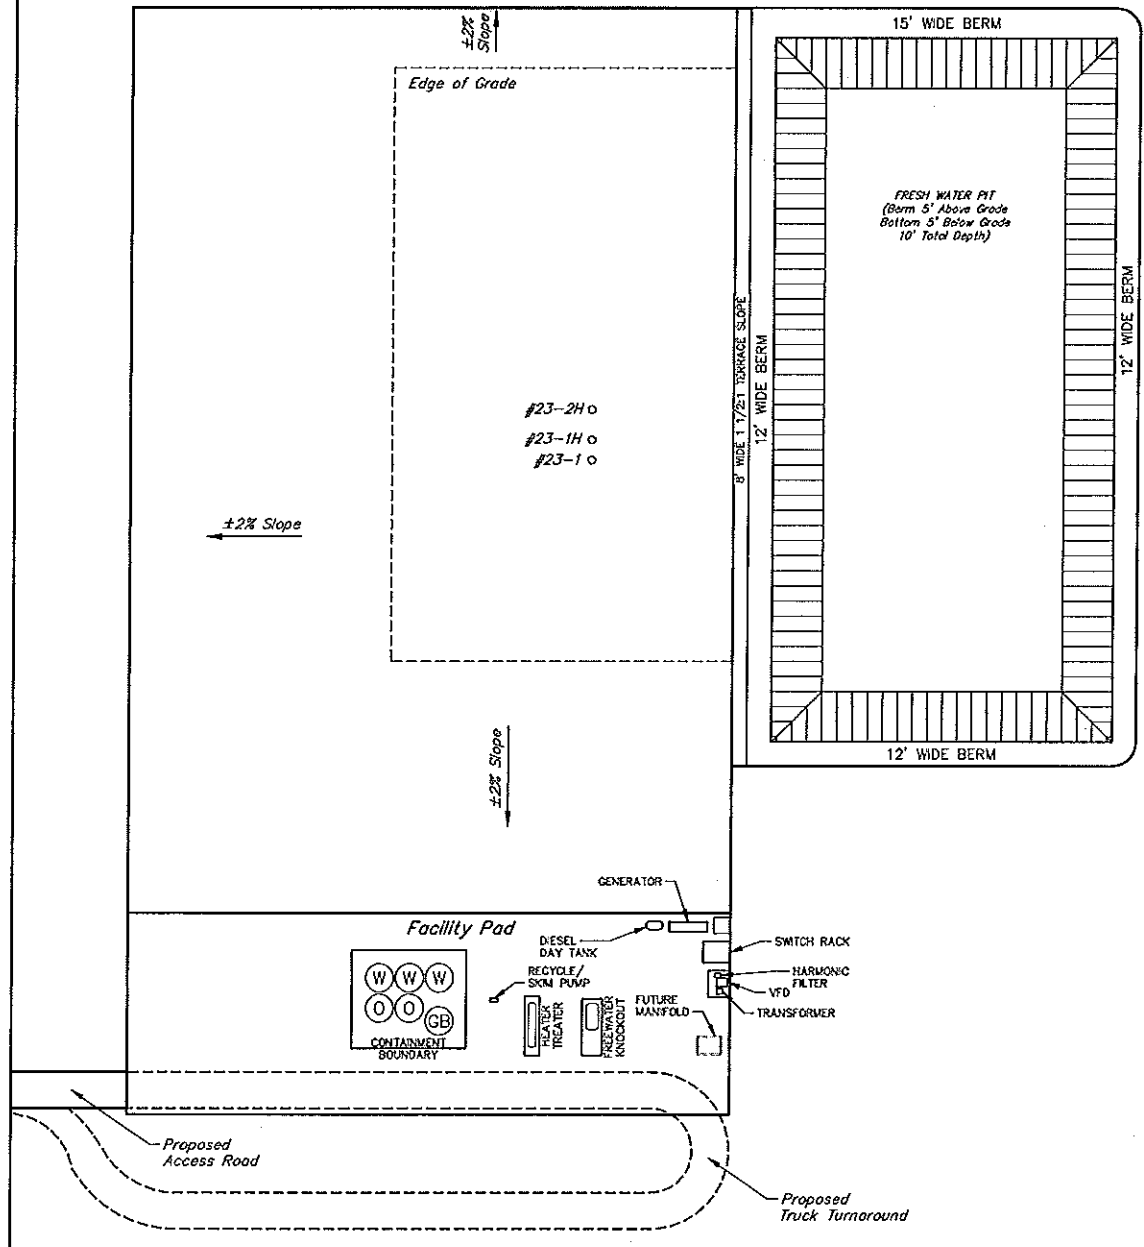 ±2%
Slope
15' WIDE BERM
Edge of Grade
FRESH WATER PIT
(Berm 5' Above Grade
Bottom 5' Below Grade
10' Total Depth)
8' WIDE 1 1/2:1 TERRACE SLOPE
12' WIDE BERM
12' WIDE BERM
#23-2H
#23-1H
#23-1
±2% Slope
±2% Slope
12' WIDE BERM
GENERATOR
Facility Pad
DIESEL
DAY TANK
SWITCH RACK
RECYCLE/
SKIM PUMP
HARMONIC
FILTER
VFD
TRANSFORMER
W W W
O O GB
CONTAINMENT
BOUNDARY
HEATER
TREATER
FREEWATER
KNOCKOUT
FUTURE
MANIFOLD
Proposed
Access Road
Proposed
Truck Turnaround